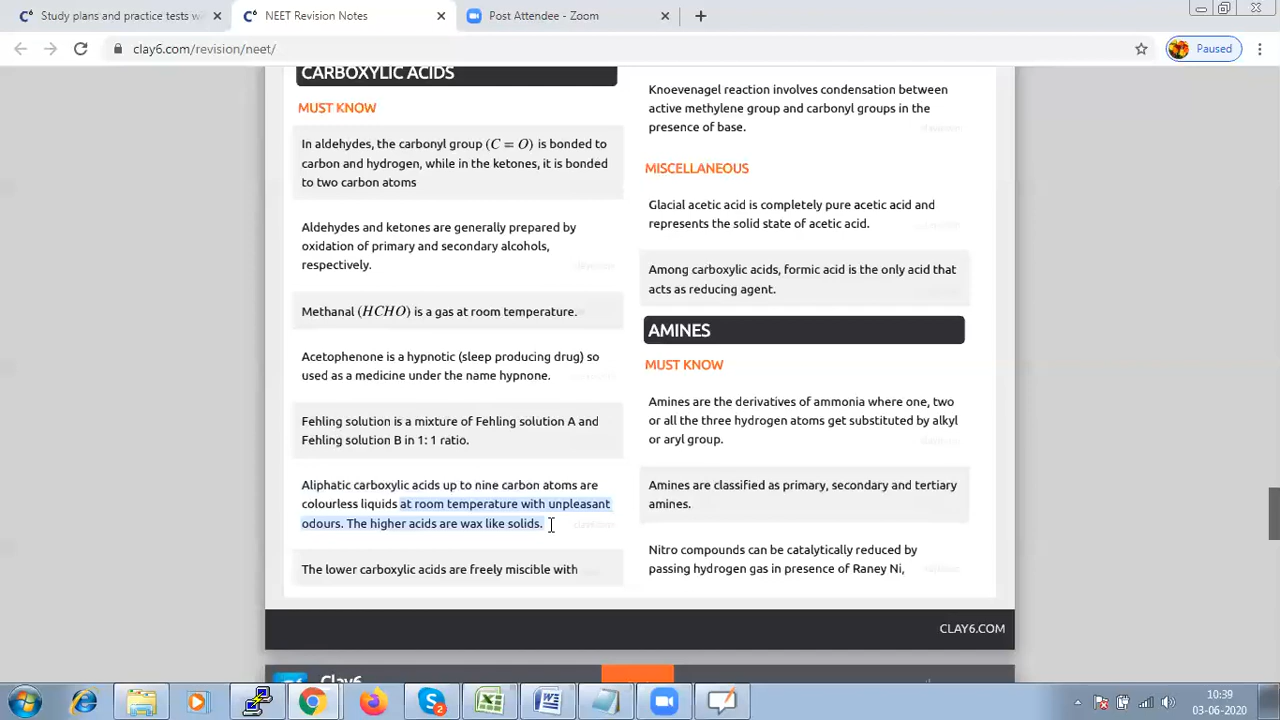 Study plans and practice tests w
NEET Revision Notes
Post Attendee - Zoom
clay6.com/revision/neet/
Paused
CARBOXYLIC ACIDS
MUST KNOW
In aldehydes, the carbonyl group (C = O) is bonded to
carbon and hydrogen, while in the ketones, it is bonded
to two carbon atoms
Aldehydes and ketones are generally prepared by
oxidation of primary and secondary alcohols,
respectively.
Methanal (HCHO) is a gas at room temperature.
Acetophenone is a hypnotic (sleep producing drug) so
used as a medicine under the name hypnone.
Fehling solution is a mixture of Fehling solution A and
Fehling solution B in 1: 1 ratio.
Aliphatic carboxylic acids up to nine carbon atoms are
colourless liquids at room temperature with unpleasant
odours. The higher acids are wax like solids.
The lower carboxylic acids are freely miscible with
Knoevenagel reaction involves condensation between
active methylene group and carbonyl groups in the
presence of base.
MISCELLANEOUS
Glacial acetic acid is completely pure acetic acid and
represents the solid state of acetic acid.
Among carboxylic acids, formic acid is the only acid that
acts as reducing agent.
AMINES
MUST KNOW
Amines are the derivatives of ammonia where one, two
or all the three hydrogen atoms get substituted by alkyl
or aryl group.
Amines are classified as primary, secondary and tertiary
amines.
Nitro compounds can be catalytically reduced by
passing hydrogen gas in presence of Raney Ni,
CLAY6.COM
Clay6
2
10:39
03-06-2020